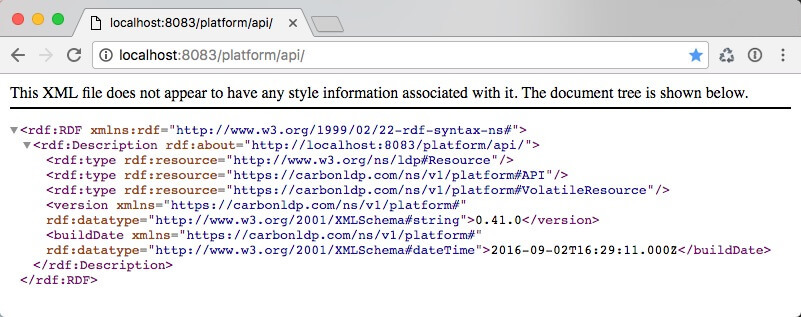 localhost:8083/platform/api/
localhost:8083/platform/api/
This XML file does not appear to have any style information associated with it. The document tree is shown below.
<rdf:RDF xmlns:rdf="http://www.w3.org/1999/02/22-rdf-syntax-ns#">
<rdf:Description rdf:about="http://localhost:8083/platform/api/">
<rdf:type rdf:resource="http://www.w3.org/ns/ldp#Resource"/>
<rdf:type rdf:resource="https://carbonldp.com/ns/v1/platform#API"/>
<rdf:type rdf:resource="https://carbonldp.com/ns/v1/platform#VolatileResource"/>
<version xmlns="https://carbonldp.com/ns/v1/platform#"
rdf:datatype="http://www.w3.org/2001/XMLSchema#string">0.41.0</version>
<buildDate xmlns="https://carbonldp.com/ns/v1/platform#"
rdf:datatype="http://www.w3.org/2001/XMLSchema#dateTime">2016-09-02T16:29:11.000Z</buildDate>
</rdf:Description>
</rdf:RDF>